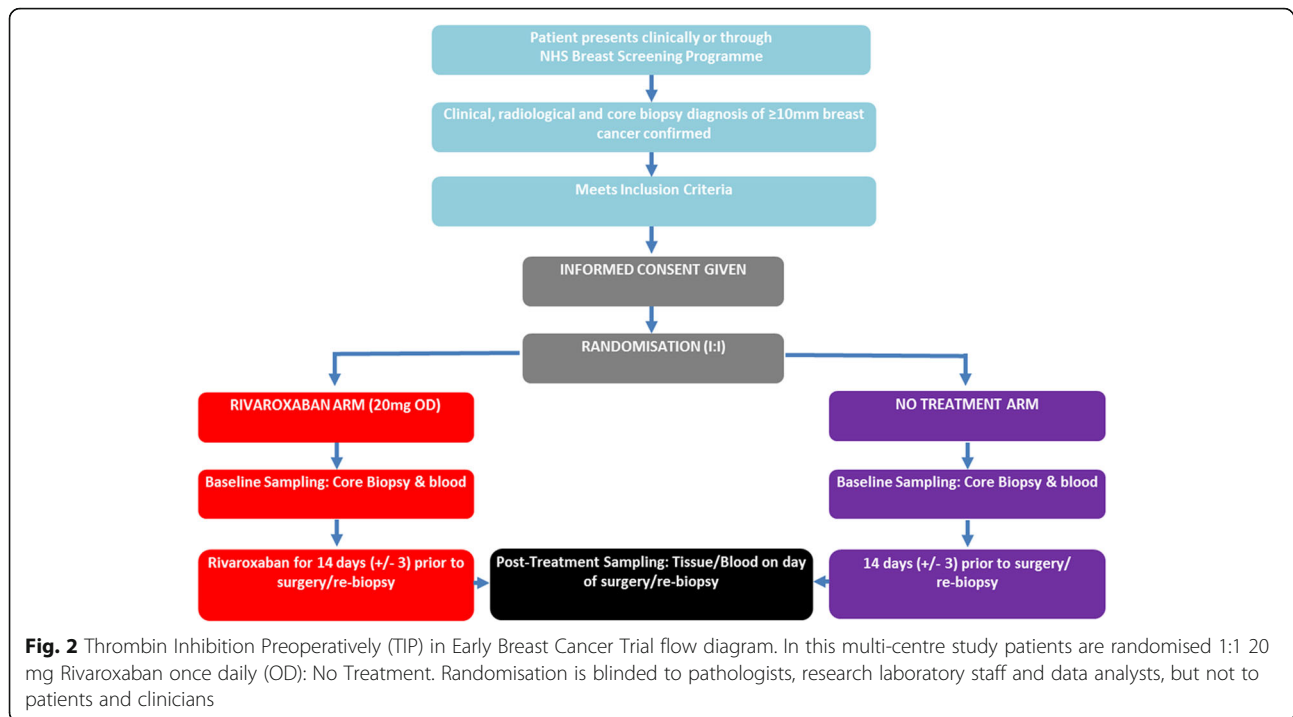 Patient presents clinically or through
NHS Breast Screening Programme
Clinical, radiological and core biopsy diagnosis of ≥10mm breast
cancer confirmed
Meets Inclusion Criteria
INFORMED CONSENT GIVEN
RANDOMISATION (I:I)
RIVAROXABAN ARM (20mg OD)
NO TREATMENT ARM
Baseline Sampling: Core Biopsy & blood
Baseline Sampling: Core Biopsy & blood
Rivaroxaban for 14 days (+/- 3) prior to
surgery/re-biopsy
Post-Treatment Sampling: Tissue/Blood on day
of surgery/re-biopsy
14 days (+/- 3) prior to surgery/
re-biopsy
Fig. 2 Thrombin Inhibition Preoperatively (TIP) in Early Breast Cancer Trial flow diagram. In this multi-centre study patients are randomised 1:1 20
mg Rivaroxaban once daily (OD): No Treatment. Randomisation is blinded to pathologists, research laboratory staff and data analysts, but not to
patients and clinicians